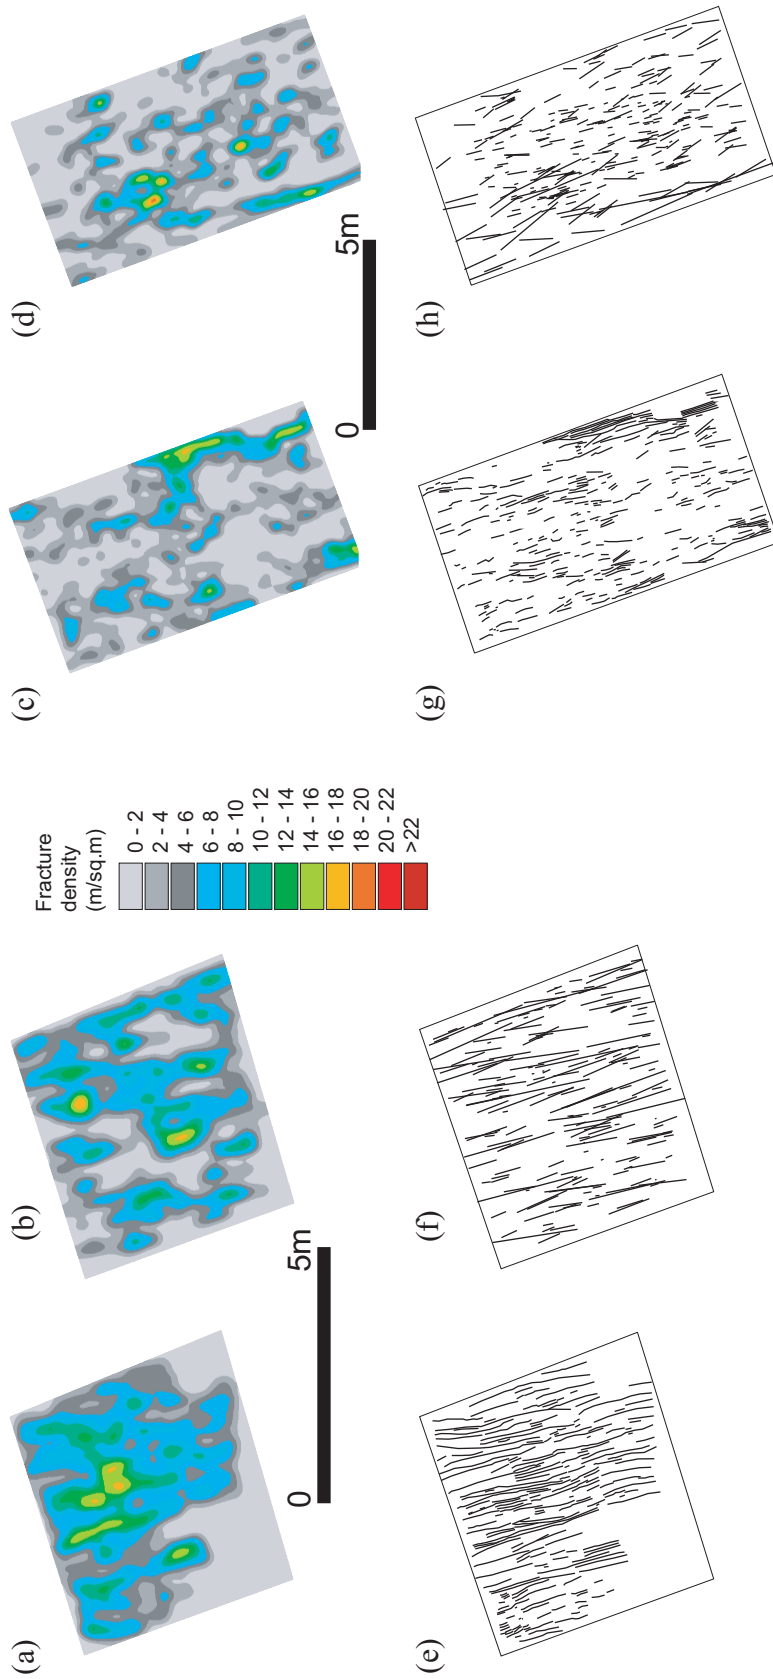 (a)
(b)
(c)
(d)
Fracture
density
(m/sq.m)
0 - 2
2 - 4
4 - 6
6 - 8
8 - 10
10 - 12
12 - 14
14 - 16
16 - 18
18 - 20
20 - 22
>22
0
5m
0
5m
(e)
(f)
(g)
(h)